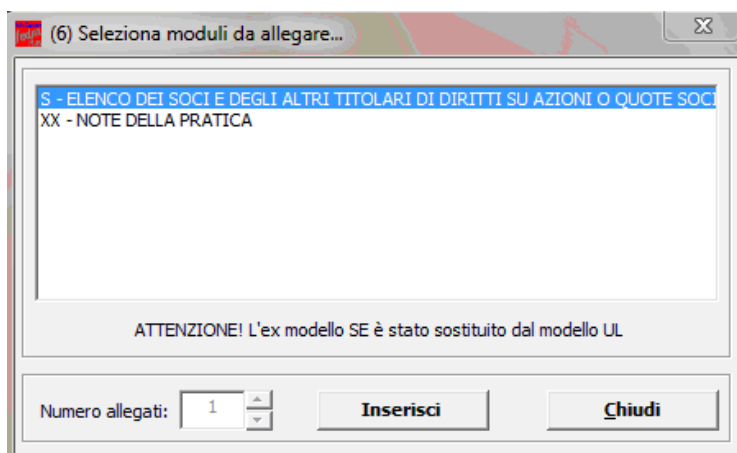 (6) Seleziona moduli da allegare...
S - ELENCO DEI SOCI E DEGLI ALTRI TITOLARI DI DIRITTI SU AZIONI O QUOTE SOCI
XX - NOTE DELLA PRATICA
ATTENZIONE! L'ex modello SE è stato sostituito dal modello UL
Numero allegati: 1 Inserisci Chiudi